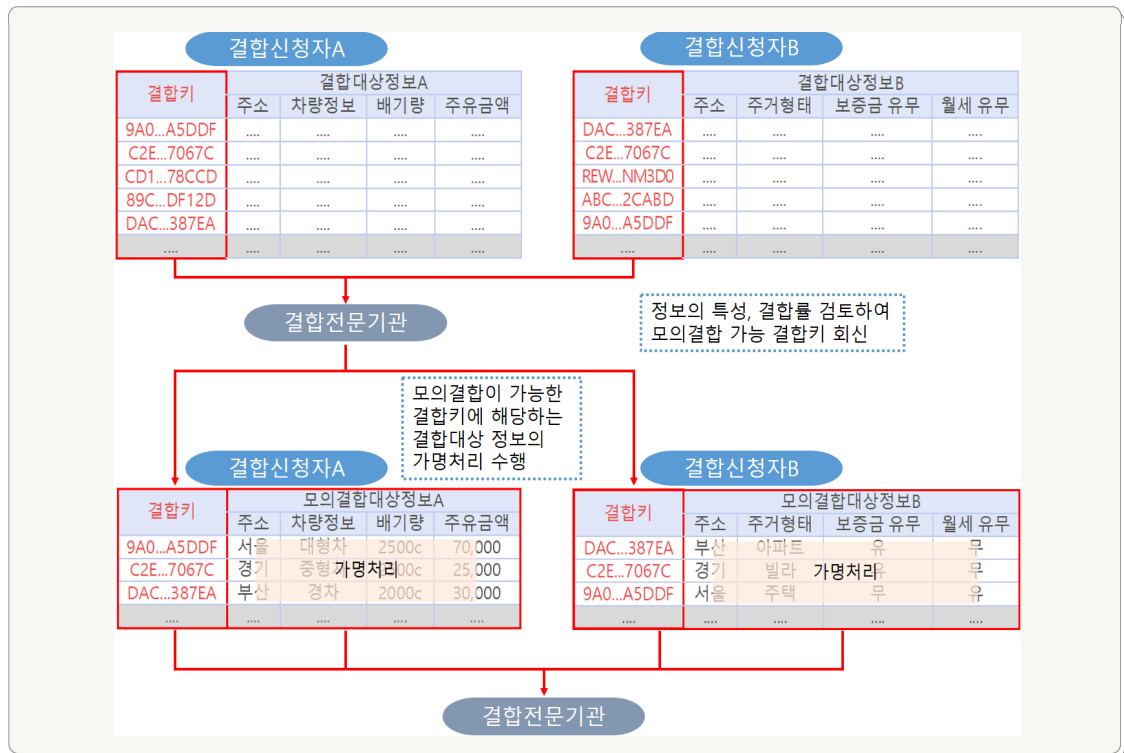 결합신청자A
결합키 결합대상정보A
주소 차량정보 배기량 주유금액
9A0...A5DDF .... .... .... ....
C2E...7067C .... .... .... ....
CD1...78CCD .... .... .... ....
89C...DF12D .... .... .... ....
DAC...387EA .... .... .... ....
.... .... .... .... ....
결합신청자B
결합키 결합대상정보B
주소 주거형태 보증금 유무 월세 유무
DAC...387EA .... .... .... ....
C2E...7067C .... .... .... ....
REW...NM3D0 .... .... .... ....
ABC...2CABD .... .... .... ....
9A0...A5DDF .... .... .... ....
.... .... .... .... ....
결합전문기관
정보의 특성, 결합률 검토하여
모의결합 가능 결합키 회신
모의결합이 가능한
결합키에 해당하는
결합대상 정보의
가명처리 수행
결합신청자A
결합키 모의결합대상정보A
주소 차량정보 배기량 주유금액
9A0...A5DDF 서울 대형차 2500c 70,000
C2E...7067C 경기 중형 00c 25,000
DAC...387EA 부산 경차 2000c 30,000
.... .... .... .... ....
가명처리
결합신청자B
결합키 모의결합대상정보B
주소 주거형태 보증금 유무 월세 유무
DAC...387EA 부산 아파트 유 무
C2E...7067C 경기 빌라 유 무
9A0...A5DDF 서울 주택 무 유
.... .... .... .... ....
가명처리
결합전문기관